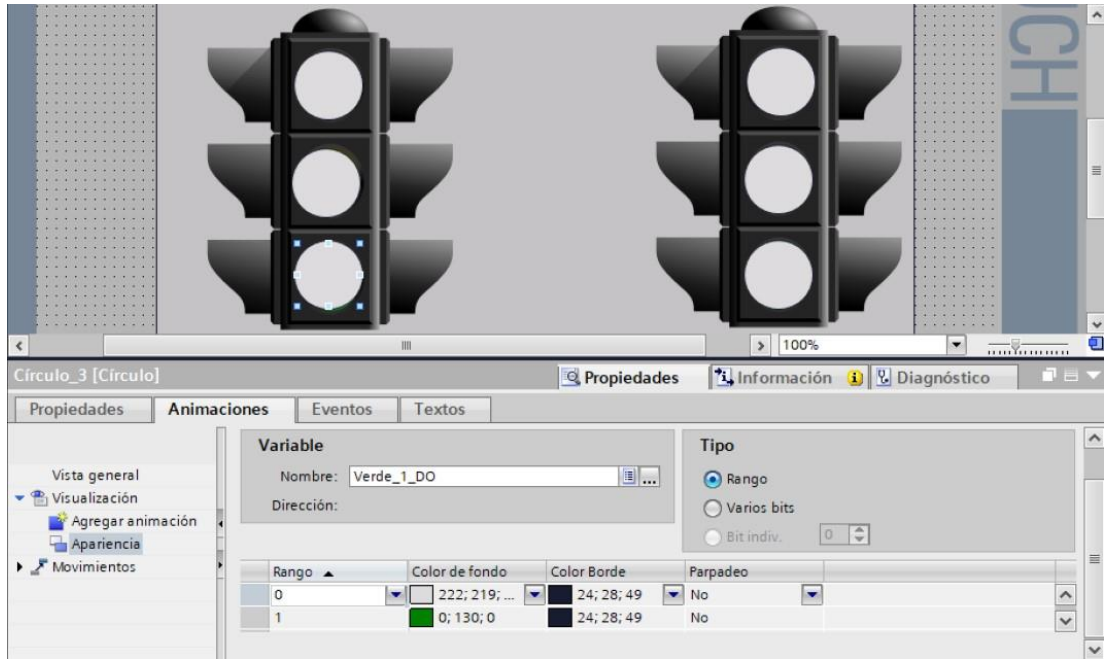 UCH
100%
Círculo_3 [Círculo]
Propiedades
Información
Diagnóstico
Propiedades
Animaciones
Eventos
Textos
Vista general
Visualización
Agregar animación
Apariencia
Movimientos
Variable
Nombre: Verde_1_DO
Dirección:
Tipo
Rango
Varios bits
Bit indiv. 0
Rango Color de fondo Color Borde Parpadeo
0 222; 219; ... 24; 28; 49 No
1 0; 130; 0 24; 28; 49 No